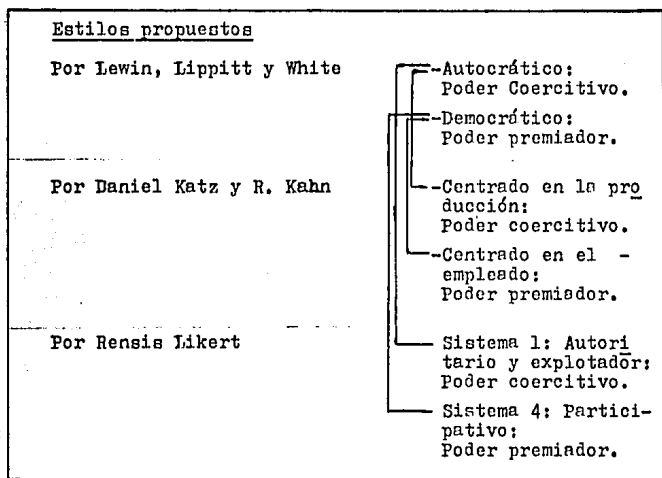 Estilos propuestos
Por Lewin, Lippitt y White
-Autocrático:
Poder Coercitivo.
-Democrático:
Poder premiador.
Por Daniel Katz y R. Kahn
-Centrado en la pro
ducción:
Poder coercitivo.
-Centrado en el -
empleado:
Poder premiador.
Por Rensis Likert
Sistema 1: Autori
tario y explotador:
Poder coercitivo.
Sistema 4: Partici-
pativo:
Poder premiador.